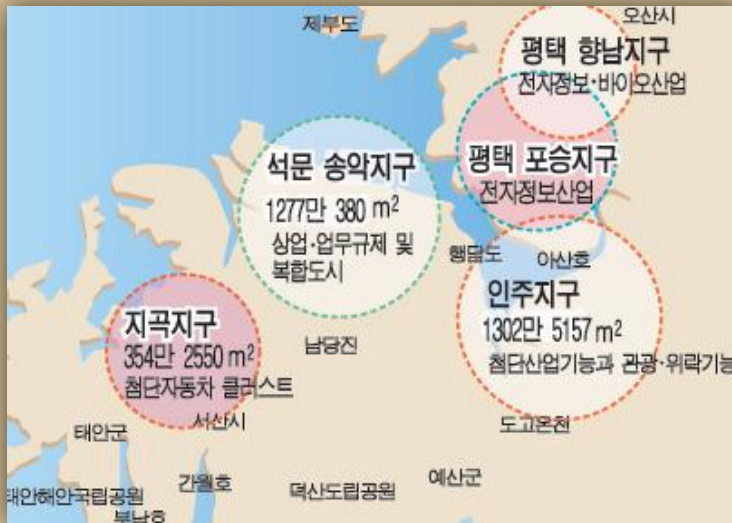 제부도
오산시
평택 향남지구
전자정보·바이오산업
석문 송악지구
1277만 380 m²
상업·업무규제 및
복합도시
평택 포승지구
전자정보산업
행담도
아산호
인주지구
1302만 5157 m²
첨단산업기능과 관광·위락기능
지곡지구
354만 2550 m²
첨단자동차 클러스트
남당진
서산시
태안군
도고온천
태안해안국립공원
간월호
덕산도립공원
예산군
부남호